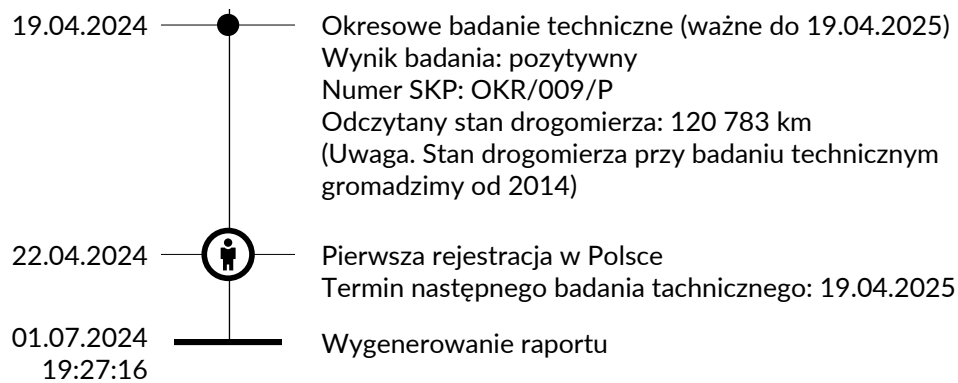 19.04.2024
Okresowe badanie techniczne (ważne do 19.04.2025)
Wynik badania: pozytywny
Numer SKP: OKR/009/P
Odczytany stan drogomierza: 120 783 km
(Uwaga. Stan drogomierza przy badaniu technicznym
gromadzimy od 2014)
22.04.2024
Pierwsza rejestracja w Polsce
Termin następnego badania tachnicznego: 19.04.2025
01.07.2024
19:27:16
Wygenerowanie raportu